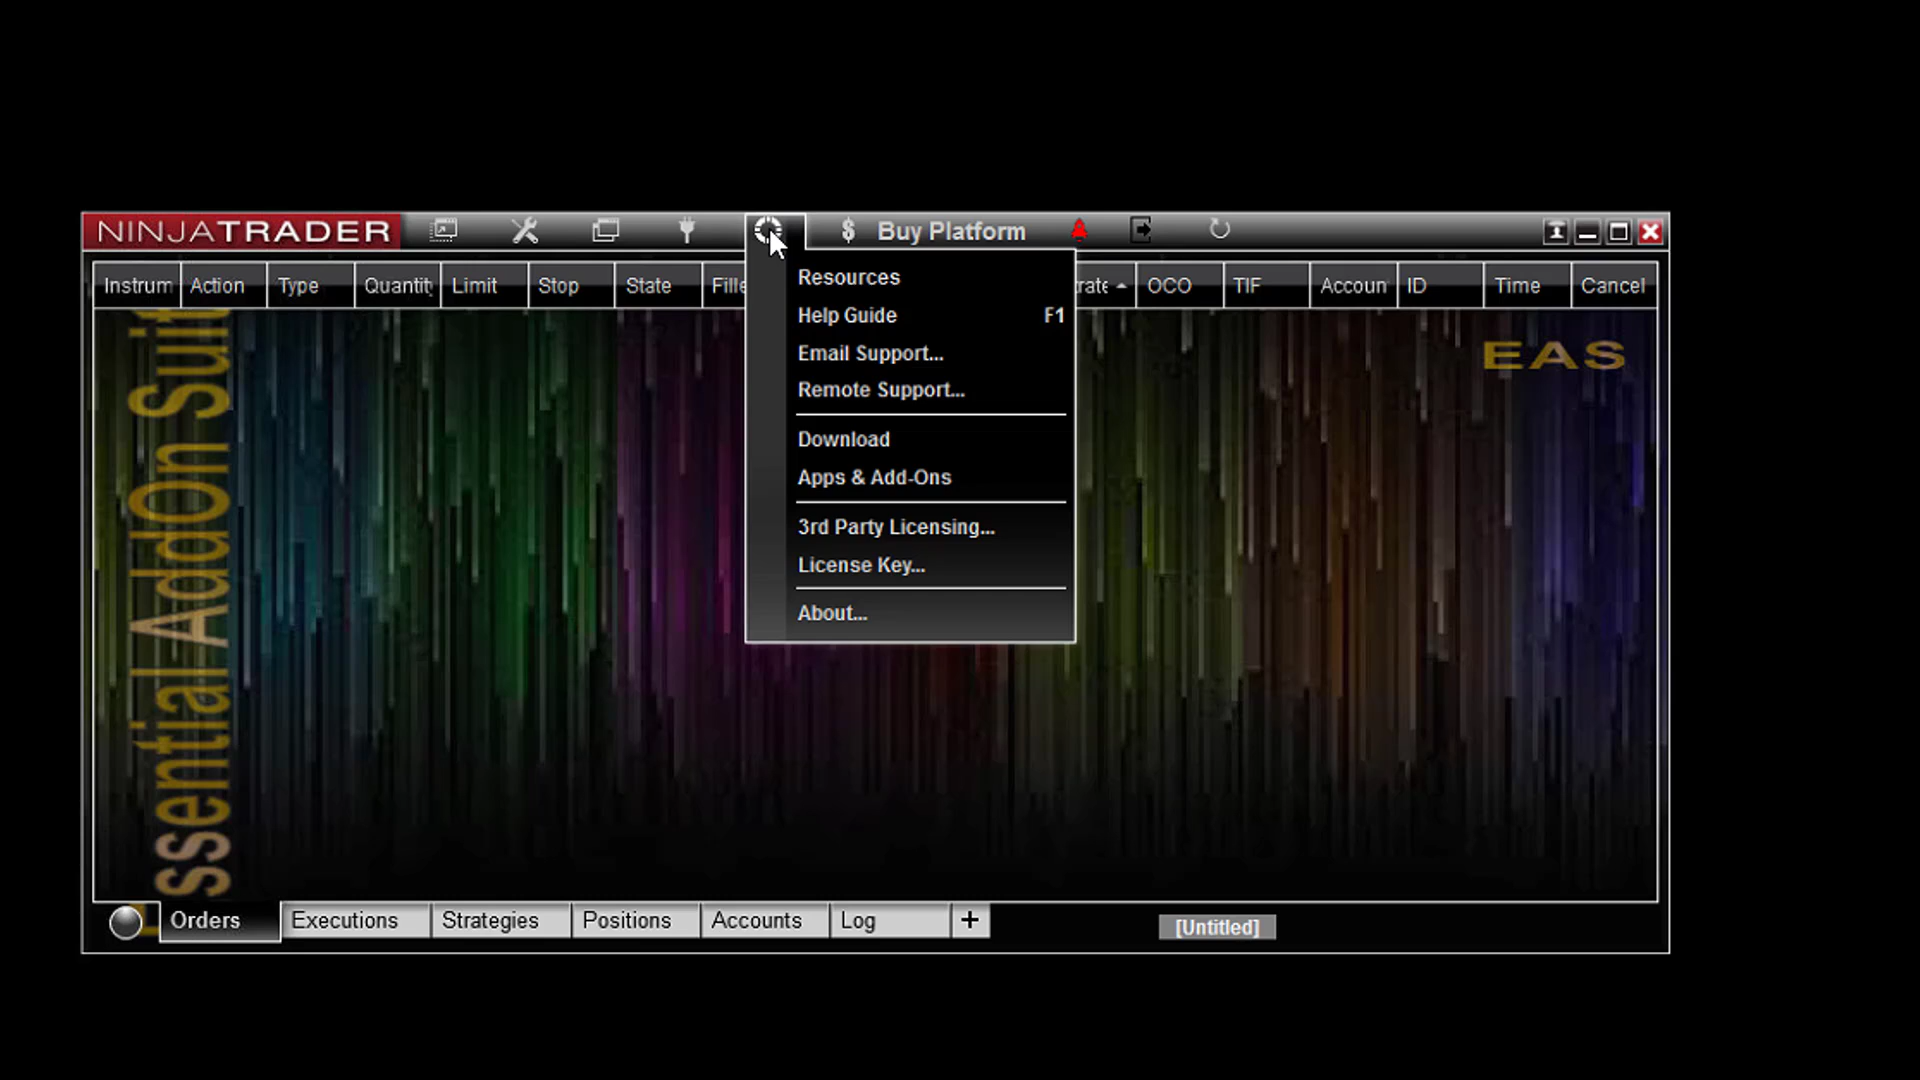 NINJATRADER
$ Buy Platform
Instrum Action Type Quantit Limit Stop State Fille rate OCO TIF Accoun ID Time Cancel
Resources
Help Guide F1
Email Support...
Remote Support...
Download
Apps & Add-Ons
3rd Party Licensing...
License Key...
About...
EAS
ssential AddOn Suit
Orders Executions Strategies Positions Accounts Log +
[Untitled]